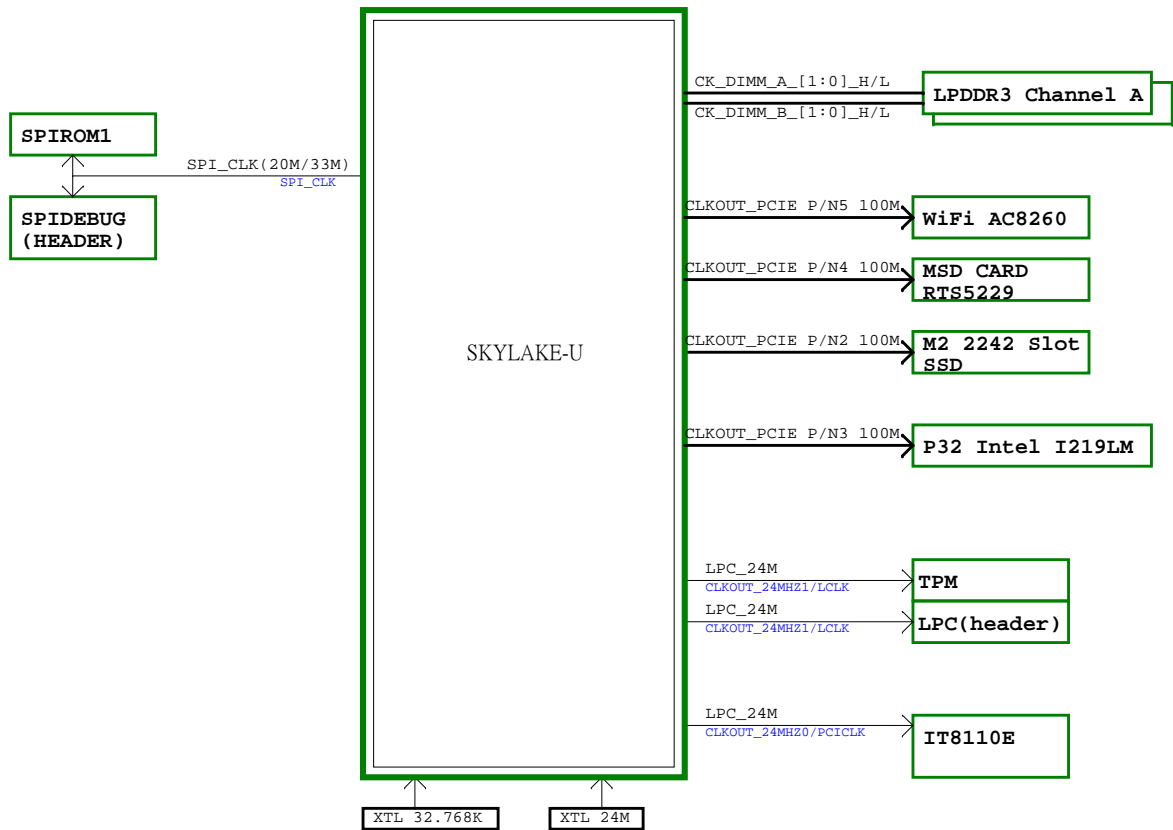 CK_DIMM_A_[1:0]_H/L
LPDDR3 Channel A
CK_DIMM_B_[1:0]_H/L
SPIROM1
SPI_CLK(20M/33M)
SPI_CLK
SPIDEBUG
(HEADER)
CLKOUT_PCIE P/N5 100M
WiFi AC8260
CLKOUT_PCIE P/N4 100M
MSD CARD
RTS5229
SKYLAKE-U
CLKOUT_PCIE P/N2 100M
M2 2242 Slot
SSD
CLKOUT_PCIE P/N3 100M
P32 Intel I219LM
LPC_24M
CLKOUT_24MHZ1/LCLK
TPM
LPC_24M
CLKOUT_24MHZ1/LCLK
LPC(header)
LPC_24M
CLKOUT_24MHZ0/PCICLK
IT8110E
XTL 32.768K
XTL 24M